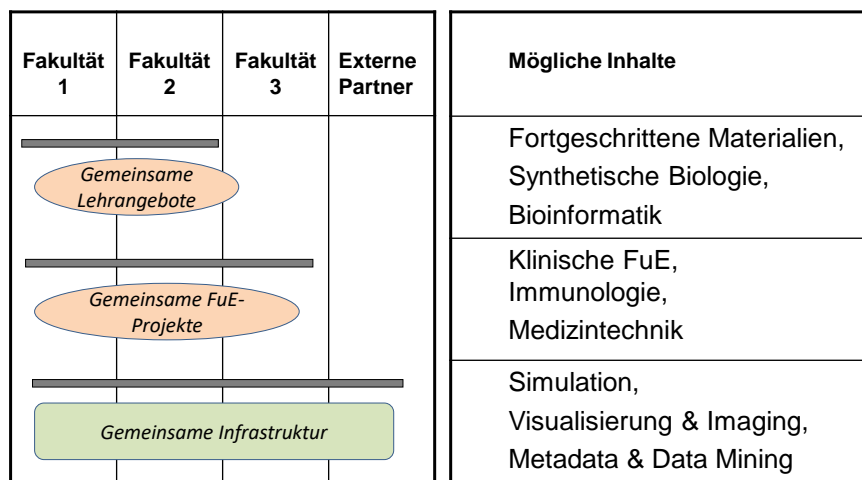 Fakultät
1
Fakultät
2
Fakultät
3
Externe
Partner
Mögliche Inhalte
Gemeinsame
Lehrangebote
Fortgeschrittene Materialien,
Synthetische Biologie,
Bioinformatik
Gemeinsame FuE-
Projekte
Klinische FuE,
Immunologie,
Medizintechnik
Gemeinsame Infrastruktur
Simulation,
Visualisierung & Imaging,
Metadata & Data Mining